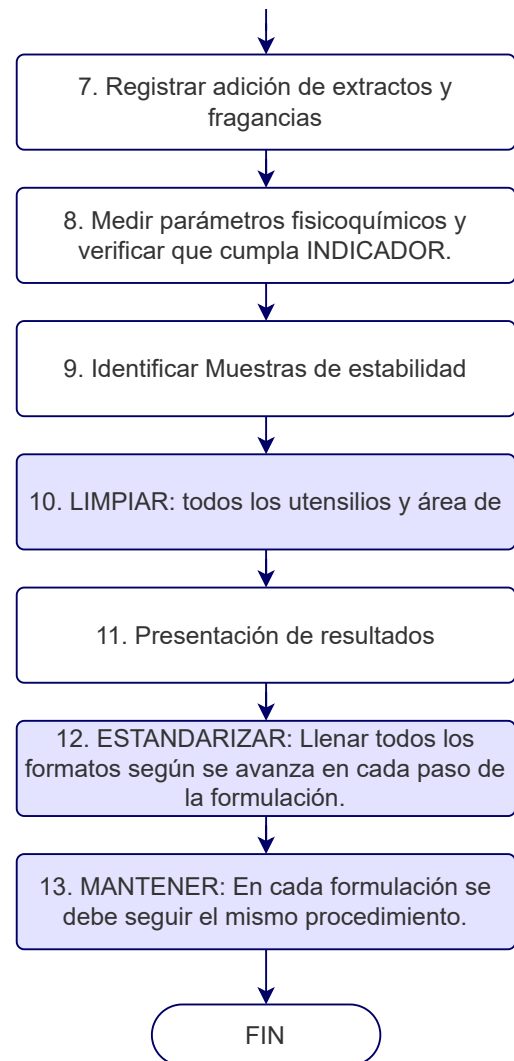 7. Registrar adición de extractos y
fragancias
8. Medir parámetros fisicoquímicos y
verificar que cumpla INDICADOR.
9. Identificar Muestras de estabilidad
10. LIMPIAR: todos los utensilios y área de
11. Presentación de resultados
12. ESTANDARIZAR: Llenar todos los
formatos según se avanza en cada paso de
la formulación.
13. MANTENER: En cada formulación se
debe seguir el mismo procedimiento.
FIN